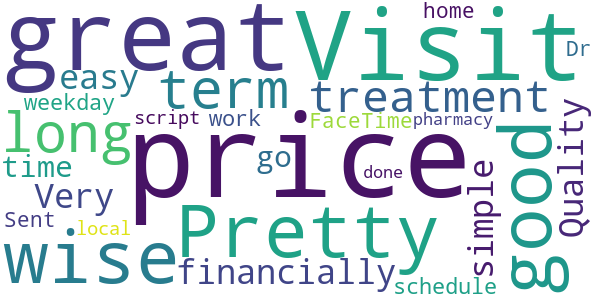 great Visit home
Dr
easy term treatment
weekday
long script work FaceTime pharmacy
time price go done
Very Pretty simple good Quality
Sent local
wise financially schedule